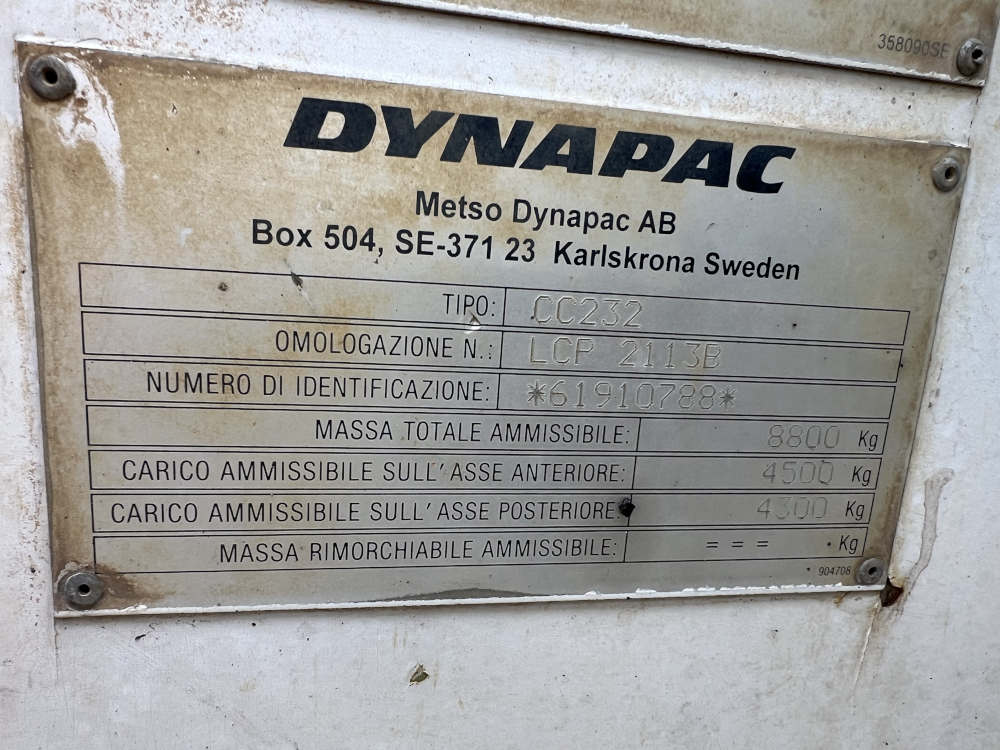 358090SE
DYNAPAC
Metso Dynapac AB
Box 504, SE-371 23 Karlskrona Sweden
TIPO: CC232
OMOLOGAZIONE N.: LCP 2113B
NUMERO DI IDENTIFICAZIONE: *61910788*
MASSA TOTALE AMMISSIBILE: 8800 Kg
CARICO AMMISSIBILE SULL'ASSE ANTERIORE: 4500 Kg
CARICO AMMISSIBILE SULL'ASSE POSTERIORE: 4300 Kg
MASSA RIMORCHIABILE AMMISSIBILE: = = = Kg
904708